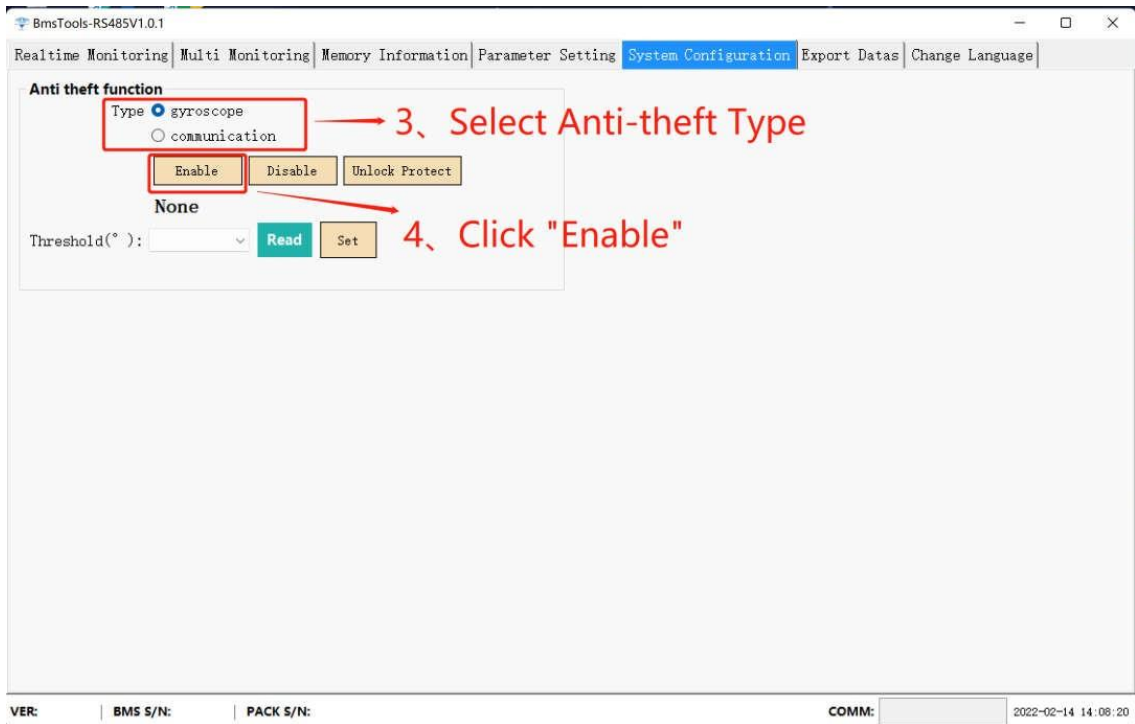 BmsTools-RS485V1.0.1
Realtime Monitoring Multi Monitoring Memory Information Parameter Setting System Configuration Export Datas Change Language
Anti theft function
Type gyroscope
communication
3、Select Anti-theft Type
Enable Disable Unlock Protect
None
4、Click "Enable"
Threshold(° ): Read Set
VER: BMS S/N: PACK S/N: COMM: 2022-02-14 14:08:20